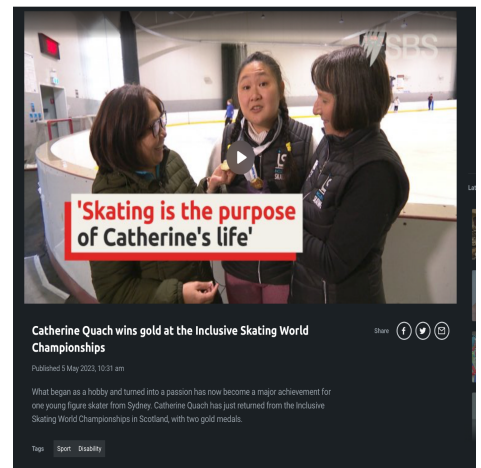 SBS
'Skating is the purpose
of Catherine's life'
Catherine Quach wins gold at the Inclusive Skating World
Championships
Share
Published 5 May 2023, 10:31 am
What began as a hobby and turned into a passion has now become a major achievement for
one young figure skater from Sydney. Catherine Quach has just returned from the Inclusive
Skating World Championships in Scotland, with two gold medals.
Tags Sport Disability
Lat